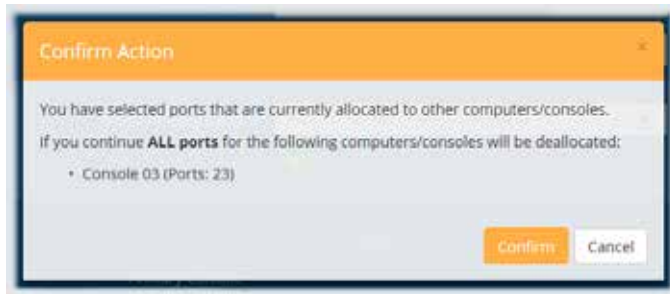 Confirm Action
×
You have selected ports that are currently allocated to other computers/consoles.
If you continue ALL ports for the following computers/consoles will be deallocated:
• Console 03 (Ports: 23)
Confirm Cancel